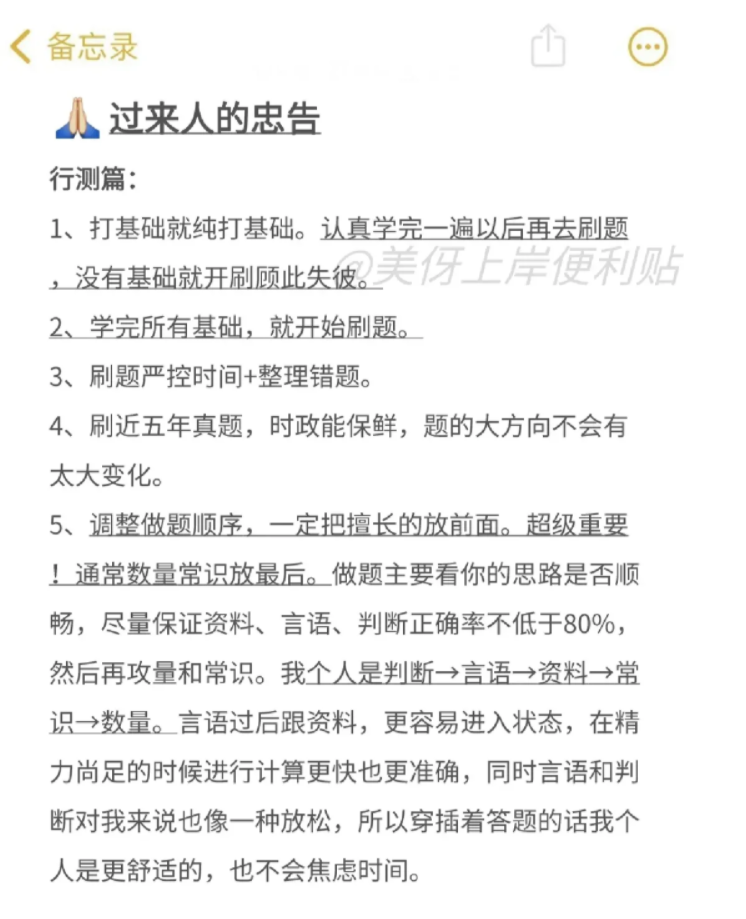 备忘录
🙏🏻过来人的忠告
行测篇：
1、打基础就纯打基础。认真学完一遍以后再去刷题
，没有基础就开刷顾此失彼。
@美伢上岸便利贴
2、学完所有基础，就开始刷题。
3、刷题严控时间+整理错题。
4、刷近五年真题，时政能保鲜，题的大方向不会有
太大变化。
5、调整做题顺序，一定把擅长的放前面。超级重要
！通常数量常识放最后。做题主要看你的思路是否顺
畅，尽量保证资料、言语、判断正确率不低于80%，
然后再攻量和常识。我个人是判断→言语→资料→常
识→数量。言语过后跟资料，更容易进入状态，在精
力尚足的时候进行计算更快也更准确，同时言语和判
断对我来说也像一种放松，所以穿插着答题的话我个
人是更舒适的，也不会焦虑时间。